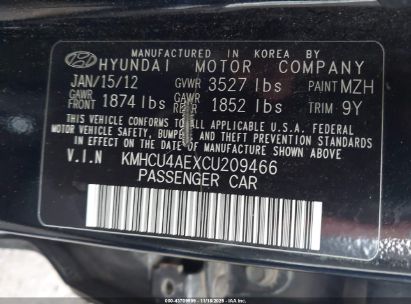 MANUFACTURED IN KOREA BY
HYUNDAI MOTOR COMPANY
JAN/15/12 GVWR 3527 lbs PAINT MZH
GAWR FRONT 1874 lbs GAWR REAR 1852 lbs TRIM 9Y
THIS VEHICLE CONFORMS TO ALL APPLICABLE U.S.A. FEDERAL
MOTOR VEHICLE SAFETY, BUMPER, AND THEFT PREVENTION
STANDARDS IN EFFECT ON THE DATE OF
MANUFACTURE SHOWN ABOVE.
V.I.N KMHCU4AEXCU209466
PASSENGER CAR